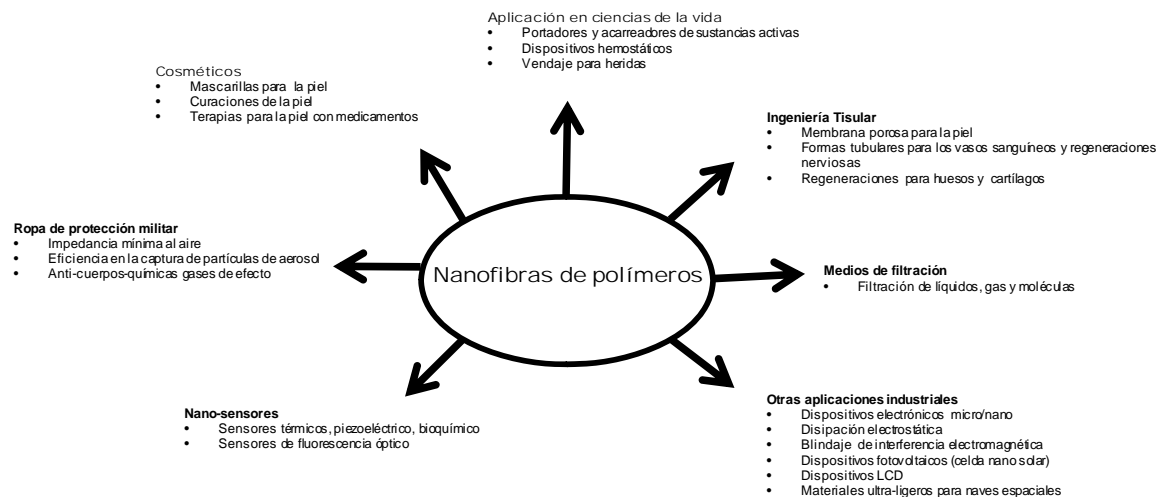 Aplicación en ciencias de la vida
• Portadores y acarreadores de sustancias activas
• Dispositivos hemostáticos
• Vendaje para heridas
Cosméticos
• Mascarillas para la piel
• Curaciones de la piel
• Terapias para la piel con medicamentos
Ingeniería Tisular
• Membrana porosa para la piel
• Formas tubulares para los vasos sanguíneos y regeneraciones
nerviosas
• Regeneraciones para huesos y cartílagos
Ropa de protección militar
• Impedancia mínima al aire
• Eficiencia en la captura de partículas de aerosol
• Anti-cuerpos-químicas gases de efecto
Nanofibras de polímeros
Medios de filtración
• Filtración de líquidos, gas y moléculas
Nano-sensores
• Sensores térmicos, piezoeléctrico, bioquímico
• Sensores de fluorescencia óptico
Otras aplicaciones industriales
• Dispositivos electrónicos micro/nano
• Disipación electrostática
• Blindaje de interferencia electromagnética
• Dispositivos fotovoltaicos (celda nano solar)
• Dispositivos LCD
• Materiales ultra-ligeros para naves espaciales